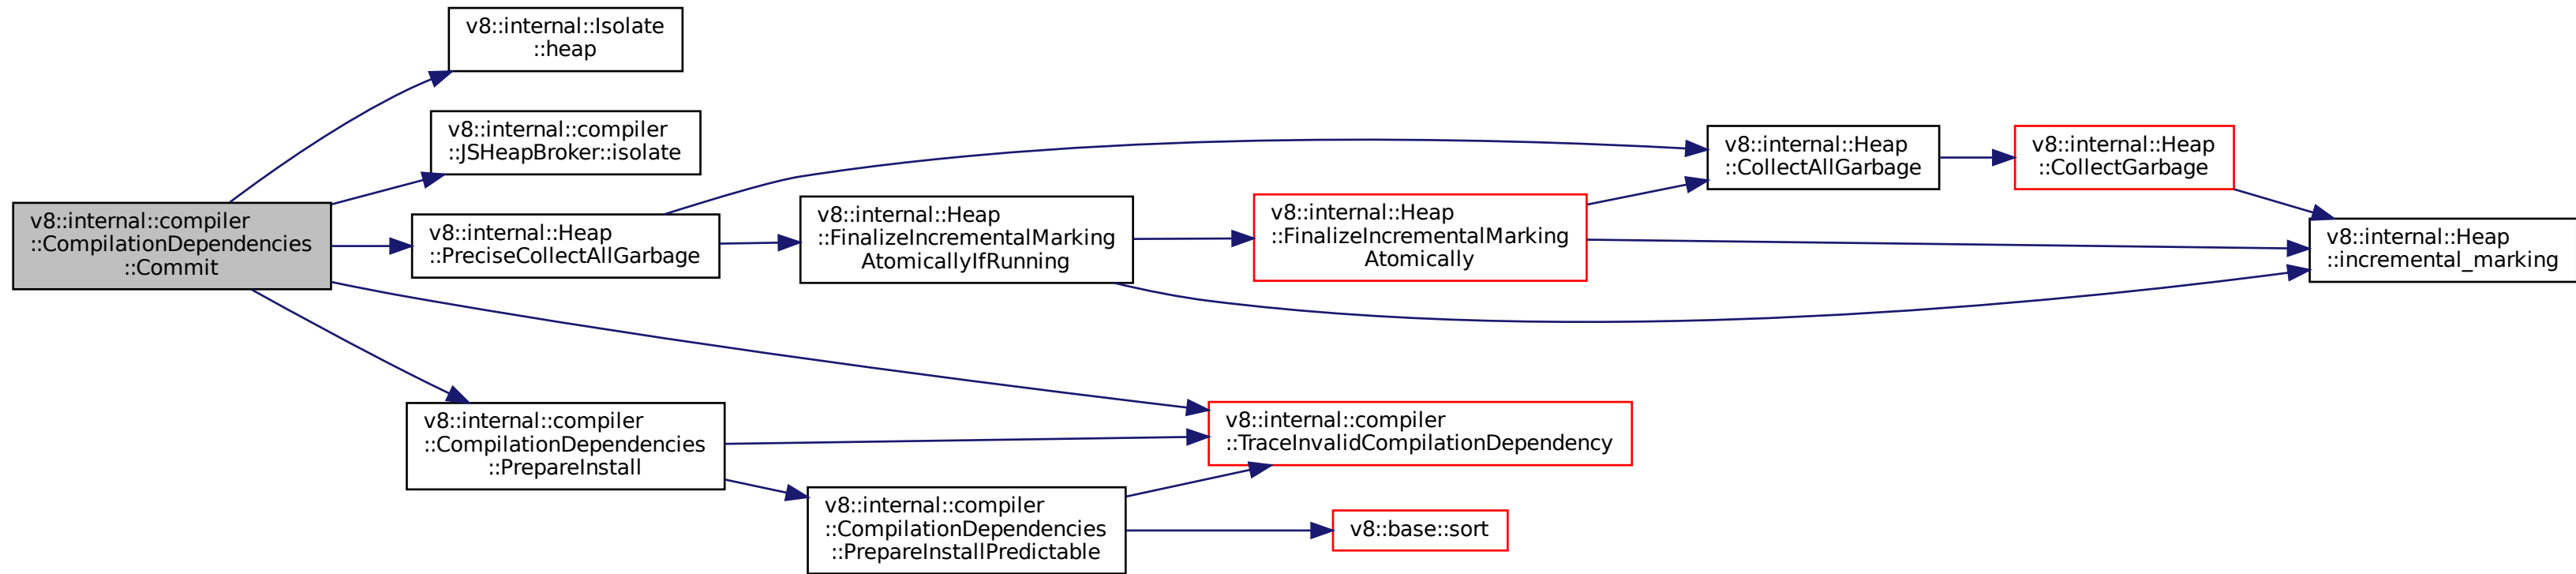 v8::internal::Isolate
::heap
v8::internal::compiler
::JSHeapBroker::isolate
v8::internal::compiler
::CompilationDependencies
::Commit
v8::internal::Heap
::PreciseCollectAllGarbage
v8::internal::Heap
::FinalizeIncrementalMarking
AtomicallyIfRunning
v8::internal::Heap
::FinalizeIncrementalMarking
Atomically
v8::internal::Heap
::CollectAllGarbage
v8::internal::Heap
::CollectGarbage
v8::internal::Heap
::incremental_marking
v8::internal::compiler
::CompilationDependencies
::PrepareInstall
v8::internal::compiler
::TraceInvalidCompilationDependency
v8::internal::compiler
::CompilationDependencies
::PrepareInstallPredictable
v8::base::sort